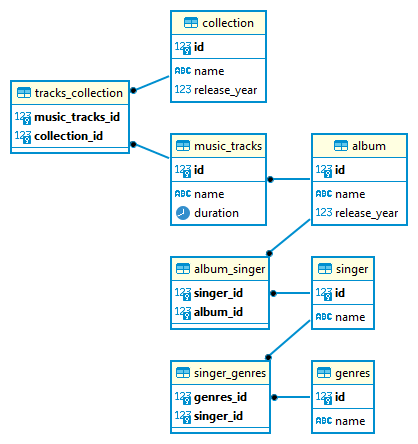 collection
123 id
ABC name
123 release_year
tracks_collection
123 music_tracks_id
123 collection_id
music_tracks
123 id
ABC name
duration
album
123 id
ABC name
123 release_year
album_singer
123 singer_id
123 album_id
singer
123 id
ABC name
singer_genres
123 genres_id
123 singer_id
genres
123 id
ABC name